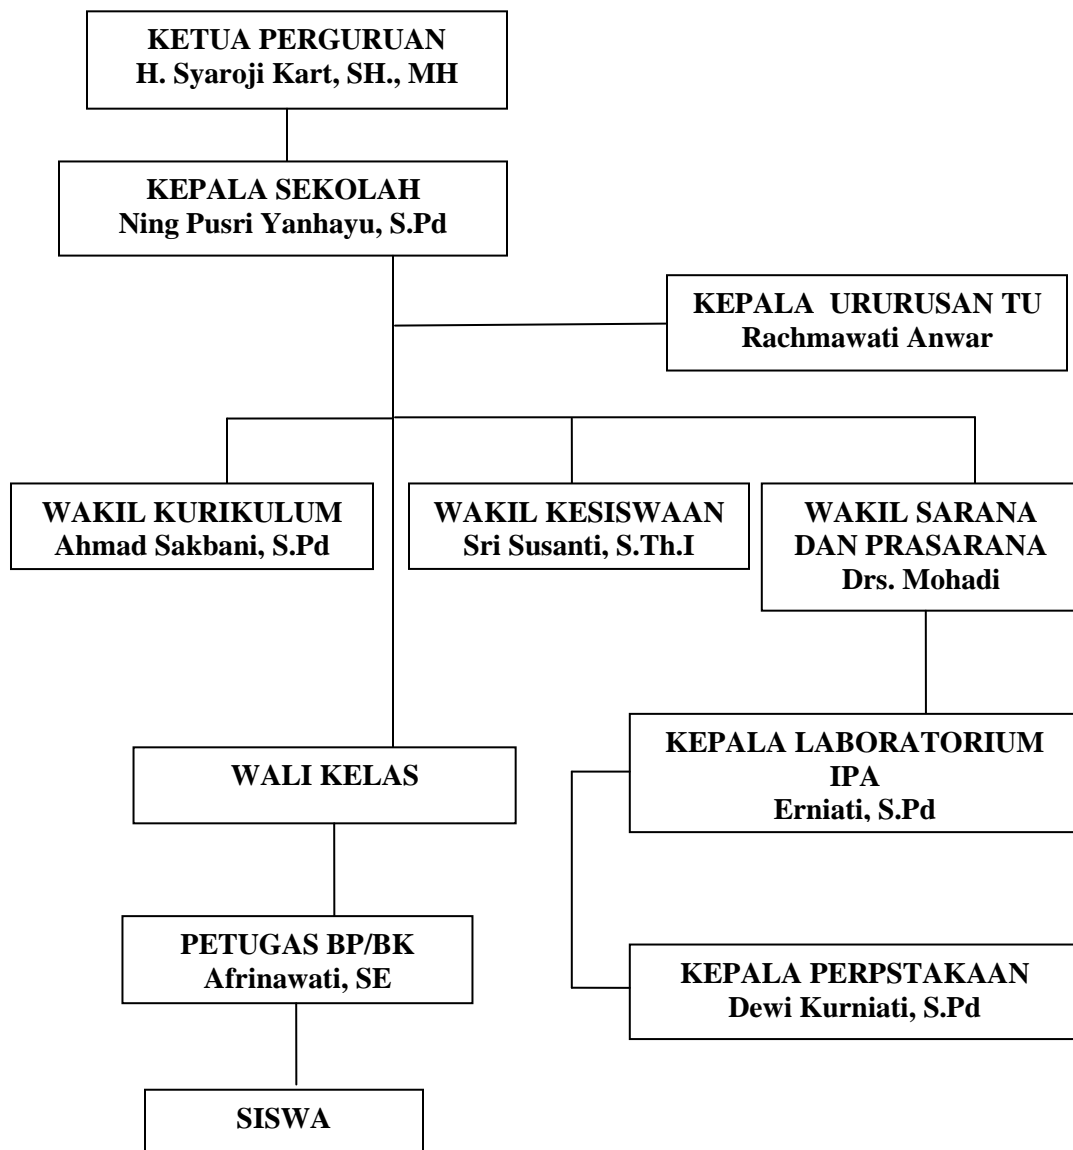 KETUA PERGURUAN
H. Syaroji Kart, SH., MH
KEPALA SEKOLAH
Ning Pusri Yanhayu, S.Pd
KEPALA URURUSAN TU
Rachmawati Anwar
WAKIL KURIKULUM
Ahmad Sakbani, S.Pd
WAKIL KESISWAAN
Sri Susanti, S.Th.I
WAKIL SARANA
DAN PRASARANA
Drs. Mohadi
WALI KELAS
KEPALA LABORATORIUM
IPA
Erniati, S.Pd
PETUGAS BP/BK
Afrinawati, SE
KEPALA PERPSTAKAAN
Dewi Kurniati, S.Pd
SISWA